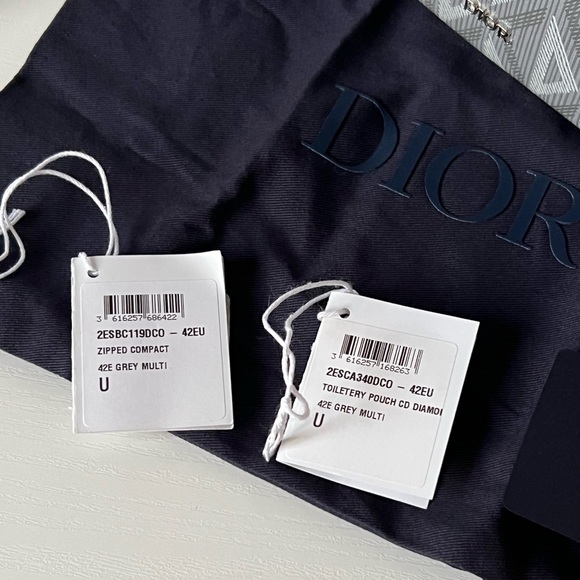 DIOR
DIOR
3 616257 686422
2ESBC119DCO - 42EU
ZIPPED COMPACT
42E GREY MULTI
U
3 616257 168263
2ESCA340DCO - 42EU
TOILETERY POUCH CD DIAMO
42E GREY MULTI
U